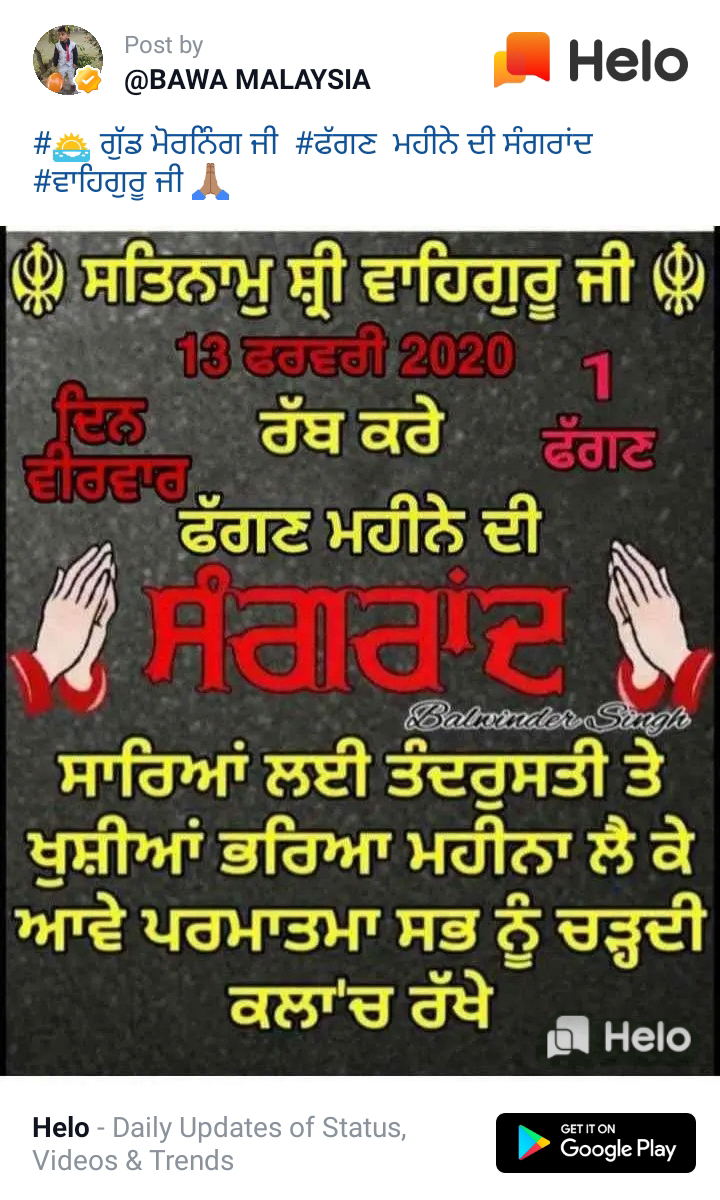 Post by
@BAWA MALAYSIA
Helo
#🌅 ਗੁੱਡ ਮੋਰਨਿੰਗ ਜੀ #ਫੱਗਣ ਮਹੀਨੇ ਦੀ ਸੰਗਰਾਂਦ
#ਵਾਹਿਗੁਰੂ ਜੀ 🙏🏽
☬ ਸਤਿਨਾਮੁ ਸ਼੍ਰੀ ਵਾਹਿਗੁਰੂ ਜੀ ☬
13 ਫਰਵਰੀ 2020
1
ਦਿਨ
ਰੱਬ ਕਰੇ
ਫੱਗਣ
ਵੀਰਵਾਰ
ਫੱਗਣ ਮਹੀਨੇ ਦੀ
ਸੰਗਰਾਂਦ
Balwinder Singh
ਸਾਰਿਆਂ ਲਈ ਤੰਦਰੁਸਤੀ ਤੇ
ਖੁਸ਼ੀਆਂ ਭਰਿਆ ਮਹੀਨਾ ਲੈ ਕੇ
ਆਵੇ ਪਰਮਾਤਮਾ ਸਭ ਨੂੰ ਚੜ੍ਹਦੀ
ਕਲਾ'ਚ ਰੱਖੇ
Helo
Helo - Daily Updates of Status,
Videos & Trends
GET IT ON
Google Play